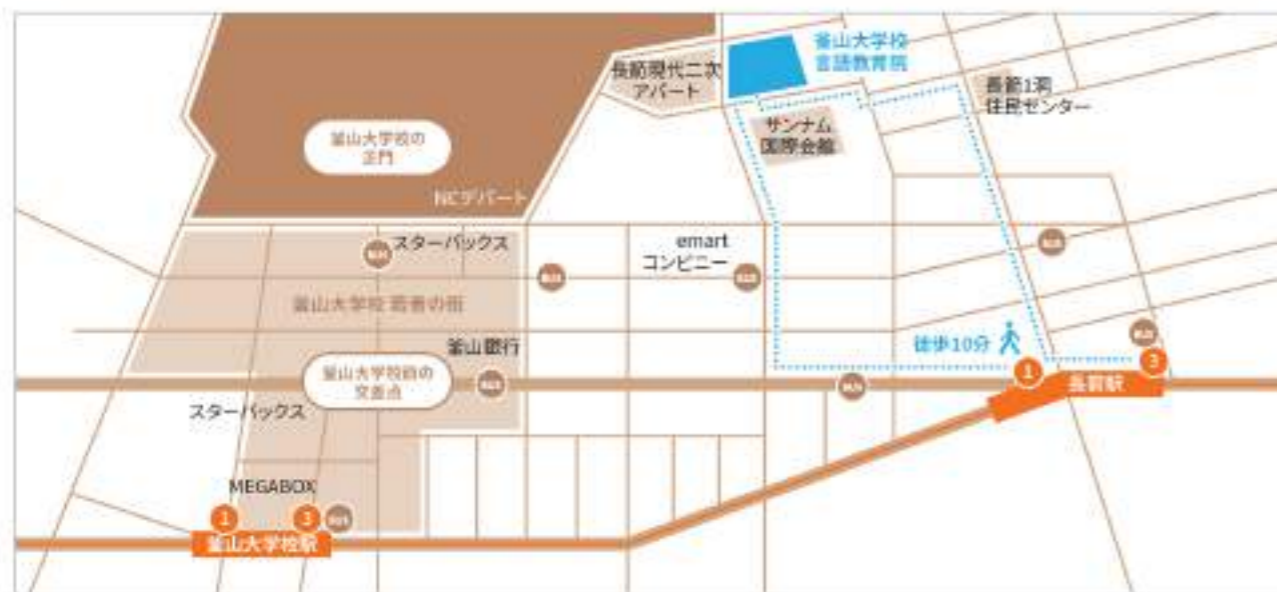 釜山大学校
言語教育院
長箭現代二次
アパート
長箭1洞
住民センター
サンナム
国際会館
釜山大学校の
正門
NCデパート
スターバックス
emart
コンビニー
釜山大学校 若者の街
釜山銀行
徒歩10分
釜山大学校前の
交差点
1
3
長箭駅
スターバックス
MEGABOX
1
3
釜山大学校駅